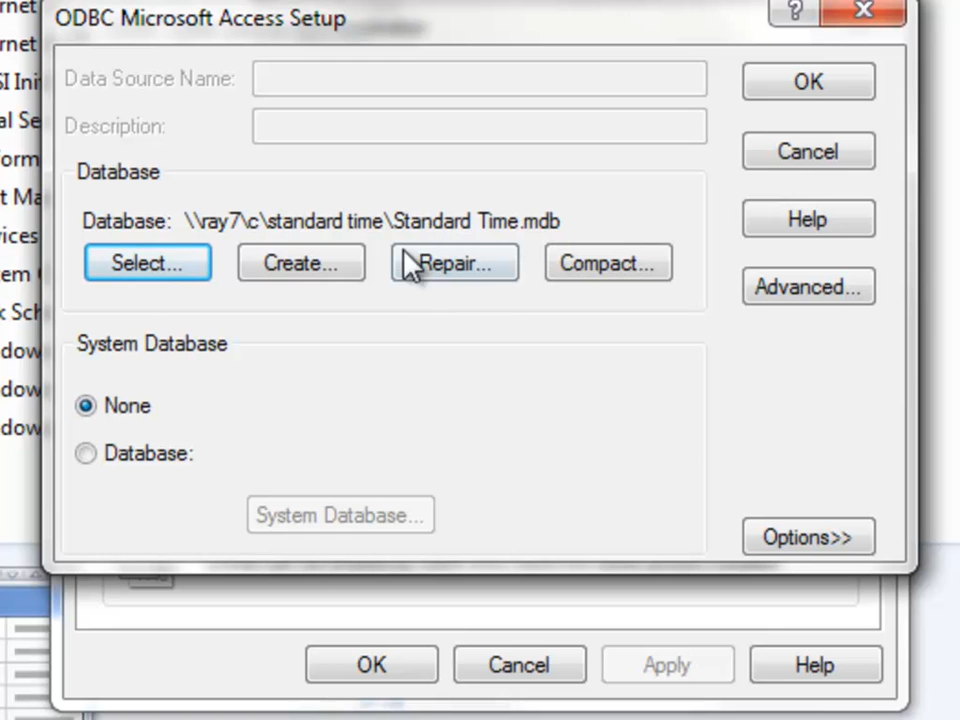 ODBC Microsoft Access Setup
?
Data Source Name:
OK
Description:
Cancel
Database
Database: \\ray7\c\standard time\Standard Time.mdb
Help
Select...
Create...
Repair...
Compact...
Advanced...
System Database
None
Database:
System Database...
Options>>
OK
Cancel
Apply
Help